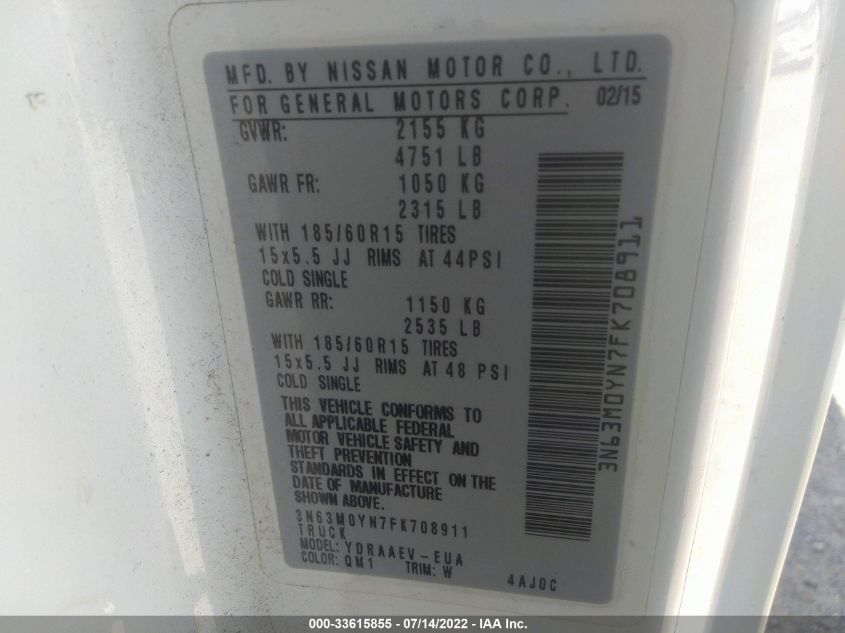 MFD. BY NISSAN MOTOR CO., LTD.
FOR GENERAL MOTORS CORP. 02/15
GVWR: 2155 KG
4751 LB
GAWR FR: 1050 KG
2315 LB
WITH 185/60R15 TIRES
15x5.5 JJ RIMS AT 44PSI
COLD SINGLE
GAWR RR: 1150 KG
2535 LB
WITH 185/60R15 TIRES
15x5.5 JJ RIMS AT 48 PSI
COLD SINGLE
THIS VEHICLE CONFORMS TO
ALL APPLICABLE FEDERAL
MOTOR VEHICLE SAFETY AND
THEFT PREVENTION
STANDARDS IN EFFECT ON THE
DATE OF MANUFACTURE
SHOWN ABOVE.
3N63M0YN7FK708911
TRUCK
MODEL: YDRAAEV-EUA
COLOR: QM1 TRIM: W
4AJ0C
3N63M0YN7FK708911
000-33615855 - 07/14/2022 - IAA Inc.